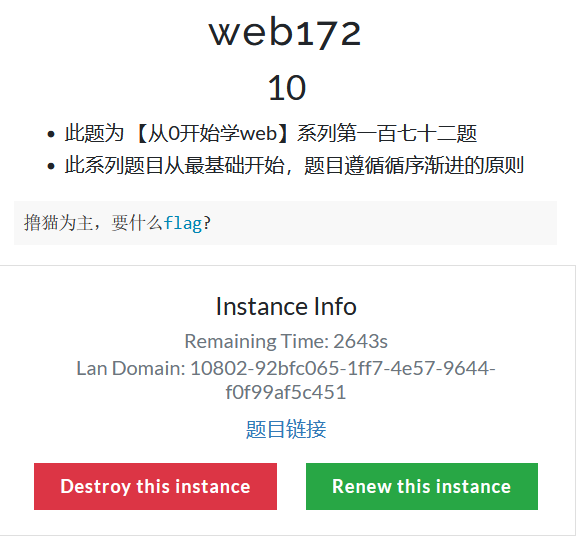 web172
10
此题为 【从0开始学web】系列第一百七十二题
此系列题目从最基础开始，题目遵循循序渐进的原则
撸猫为主，要什么flag?
Instance Info
Remaining Time: 2643s
Lan Domain: 10802-92bfc065-1ff7-4e57-9644-
f0f99af5c451
题目链接
Destroy this instance
Renew this instance